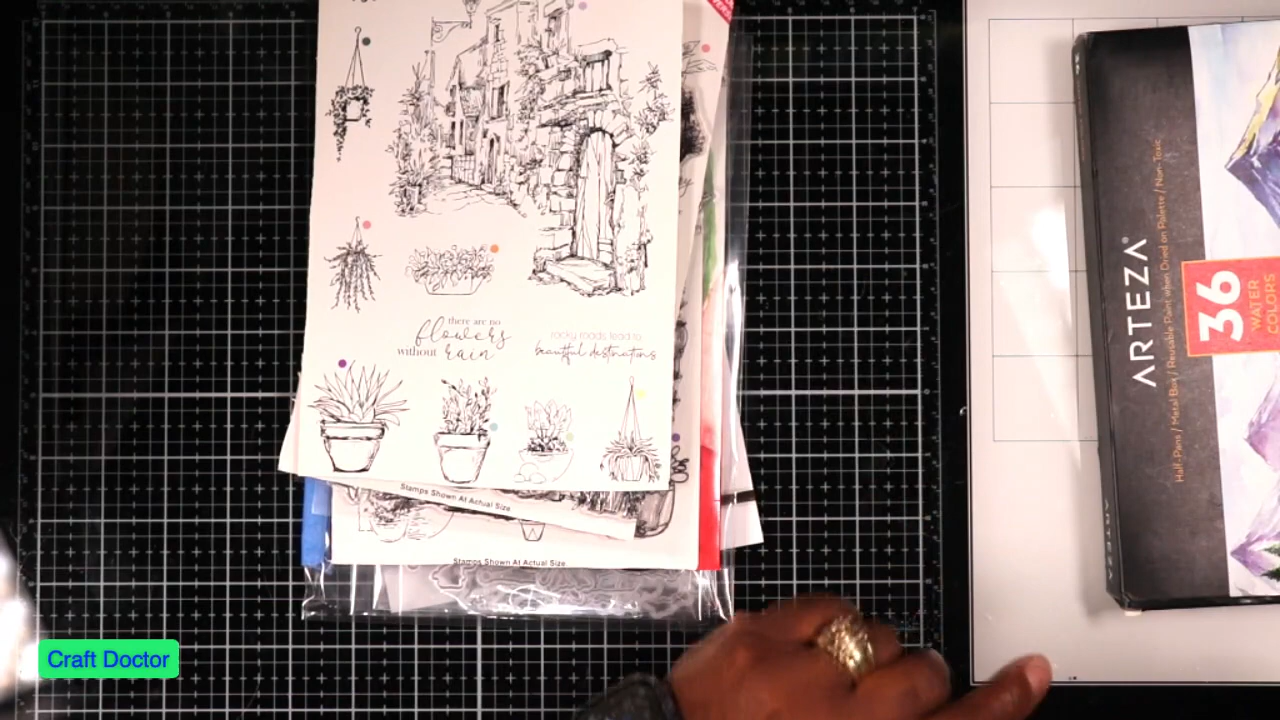 there are no
flowers
without rain
rocky roads lead to
beautiful destinations
Stamps Shown At Actual Size
Stamps Shown At Actual Size
ARTEZA®
Half-Pans / Metal Box / Reusable Paint when Dried on Palette / Non-Toxic
36
WATER
COLORS
ARTEZA
Craft Doctor